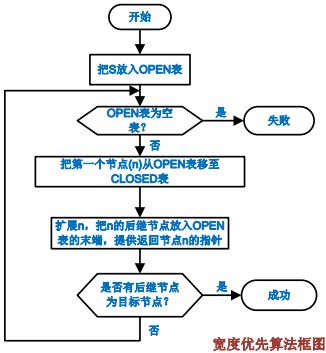 开始
把S放入OPEN表
OPEN表为空
表?
是
失败
否
把第一个节点(n)从OPEN表移至
CLOSED表
扩展n，把n的后继节点放入OPEN
表的末端，提供返回节点n的指针
是否有后继节点
为目标节点?
是
成功
否
宽度优先算法框图